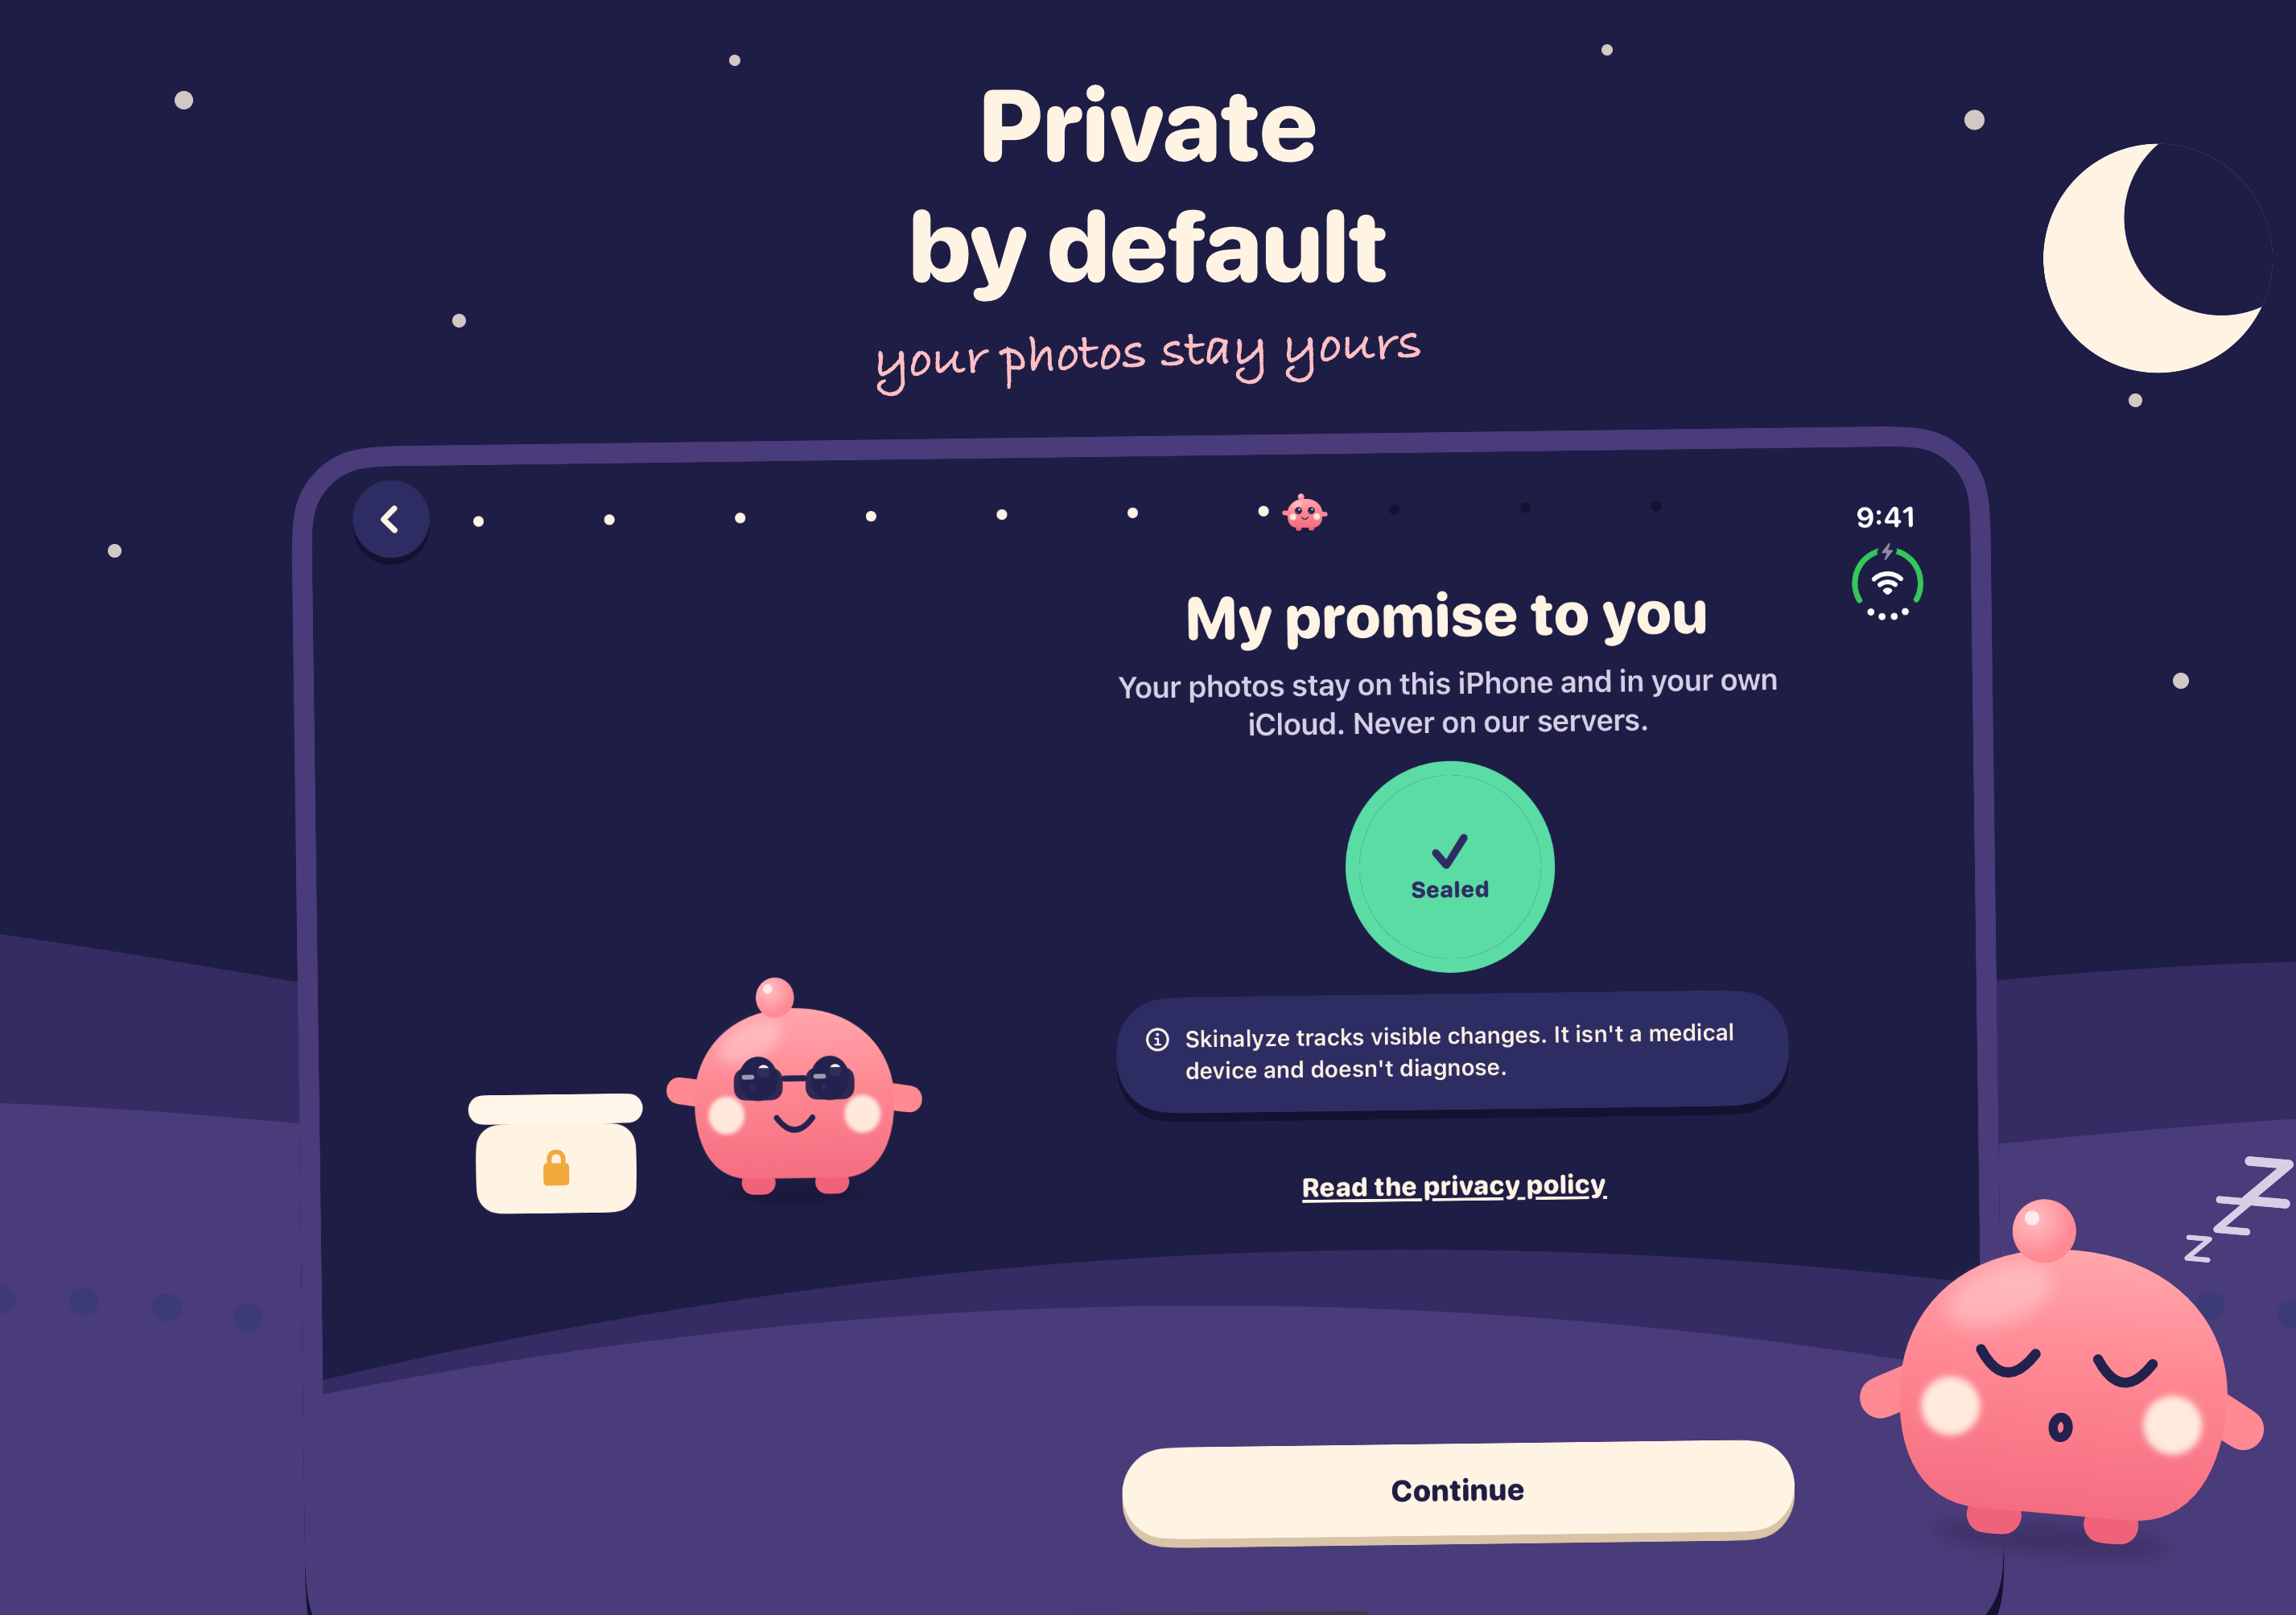 Private
by default
your photos stay yours
9:41
My promise to you
Your photos stay on this iPhone and in your own
iCloud. Never on our servers.
Sealed
Skinalyze tracks visible changes. It isn't a medical
device and doesn't diagnose.
Read the privacy policy.
z
Z
Z
Continue